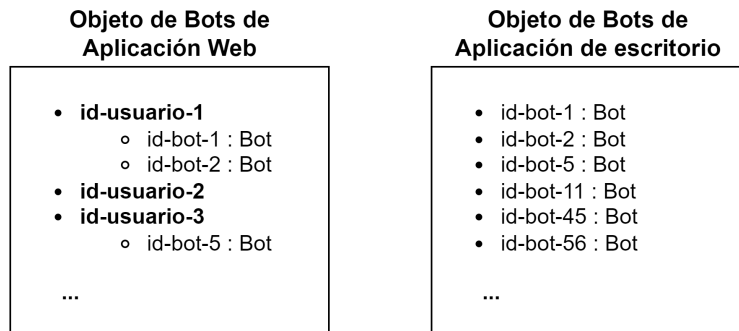 Objeto de Bots de
Aplicación Web
• id-usuario-1
◦ id-bot-1 : Bot
◦ id-bot-2 : Bot
• id-usuario-2
• id-usuario-3
◦ id-bot-5 : Bot
...
Objeto de Bots de
Aplicación de escritorio
• id-bot-1 : Bot
• id-bot-2 : Bot
• id-bot-5 : Bot
• id-bot-11 : Bot
• id-bot-45 : Bot
• id-bot-56 : Bot
...